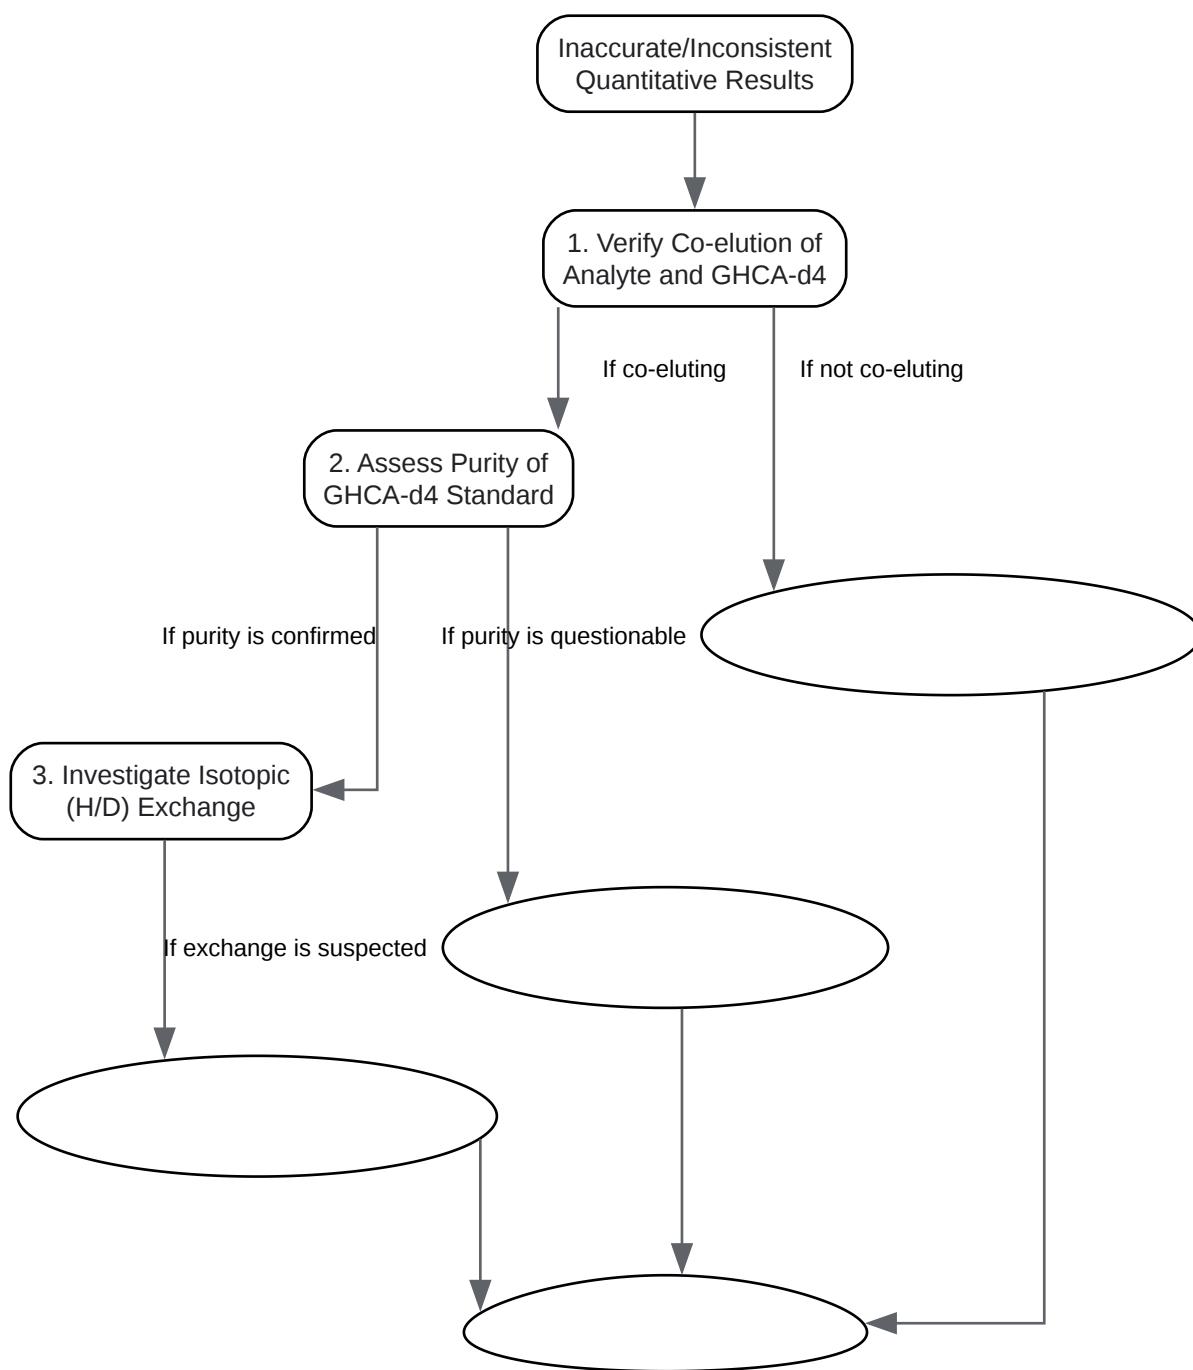 Inaccurate/Inconsistent
Quantitative Results
1. Verify Co-elution of
Analyte and GHCA-d4
If co-eluting
If not co-eluting
2. Assess Purity of
GHCA-d4 Standard
If purity is confirmed
If purity is questionable
3. Investigate Isotopic
(H/D) Exchange
If exchange is suspected